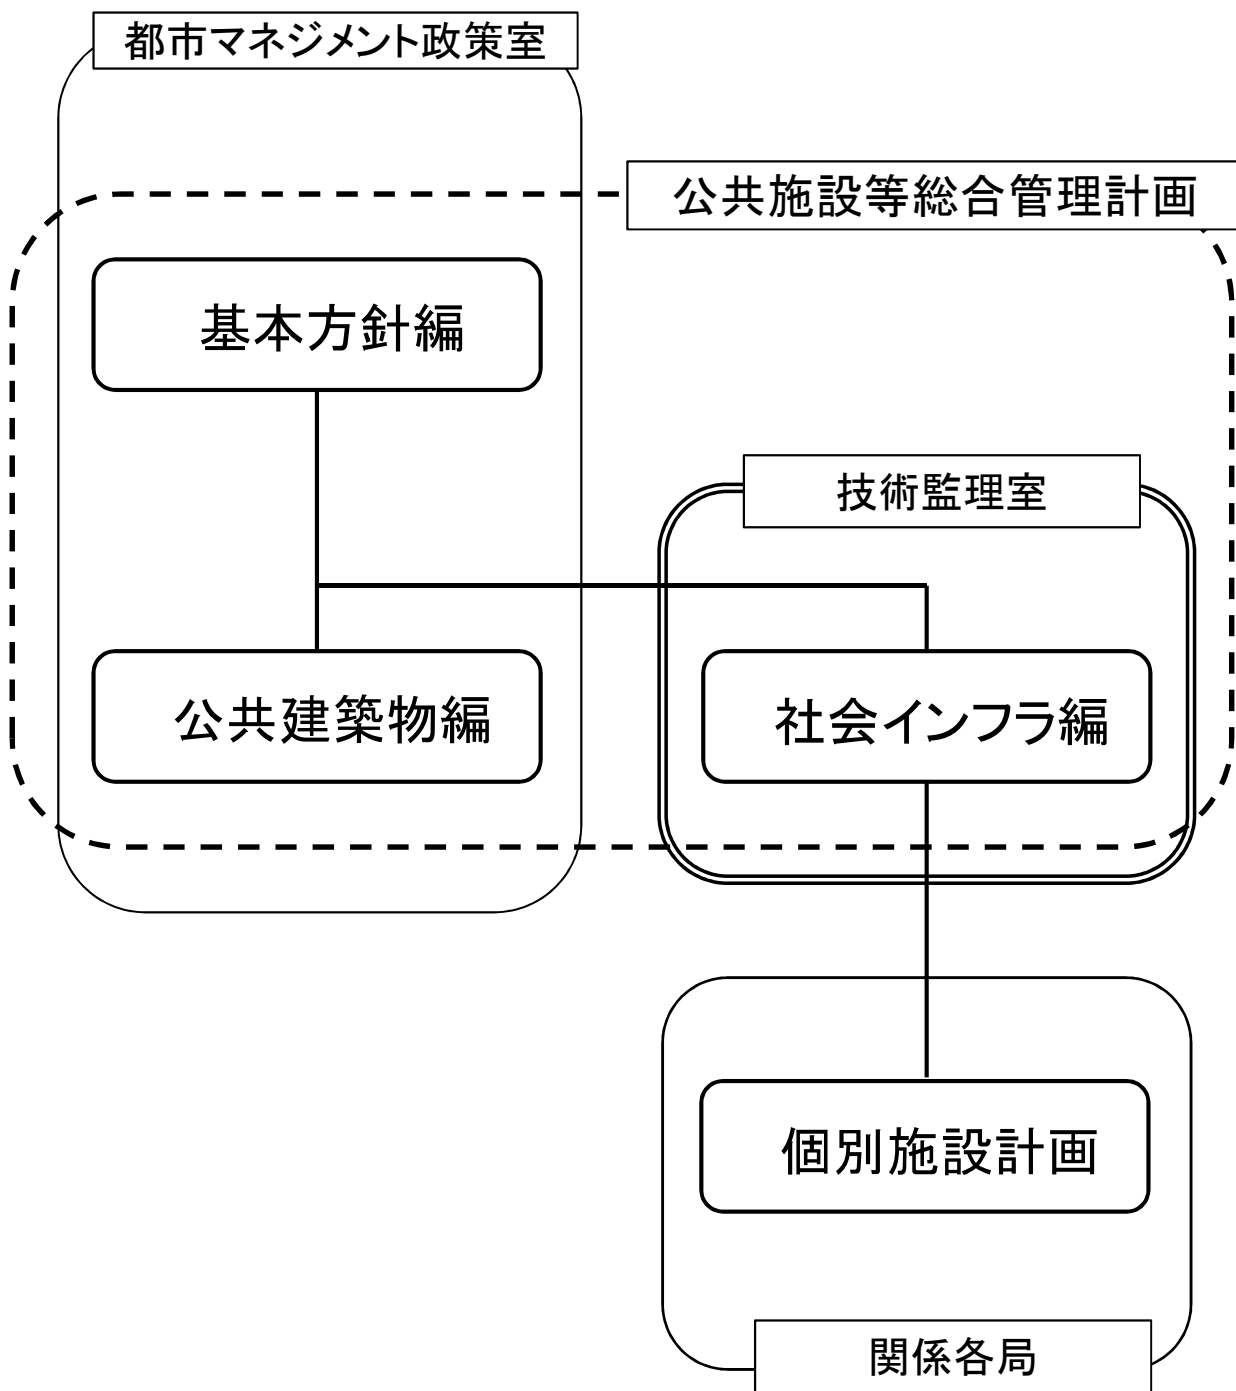 都市マネジメント政策室
公共施設等総合管理計画
基本方針編
技術監理室
公共建築物編
社会インフラ編
個別施設計画
関係各局